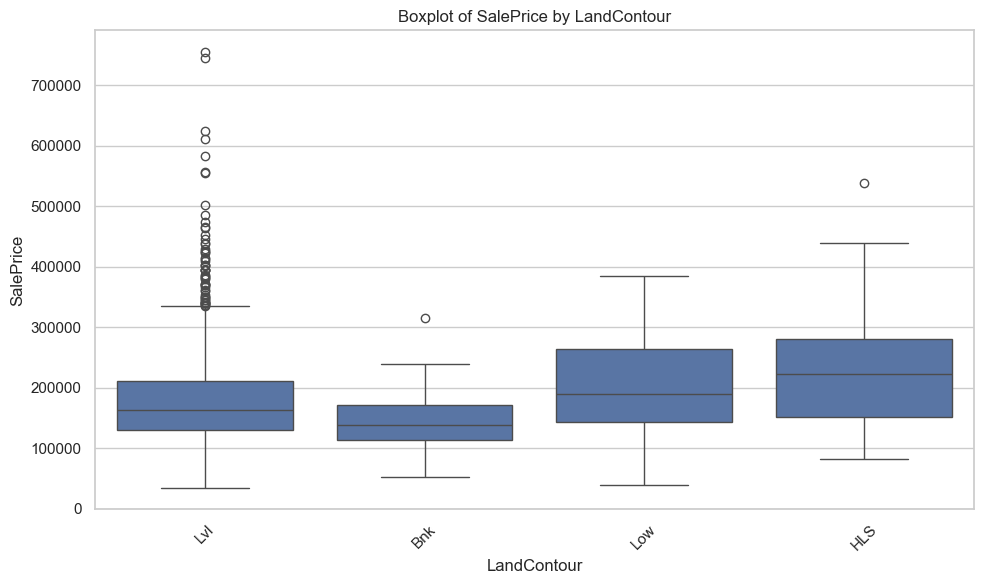 Boxplot of SalePrice by LandContour
SalePrice
700000
600000
500000
400000
300000
200000
100000
0
Lvl
Bnk
Low
HLS
LandContour